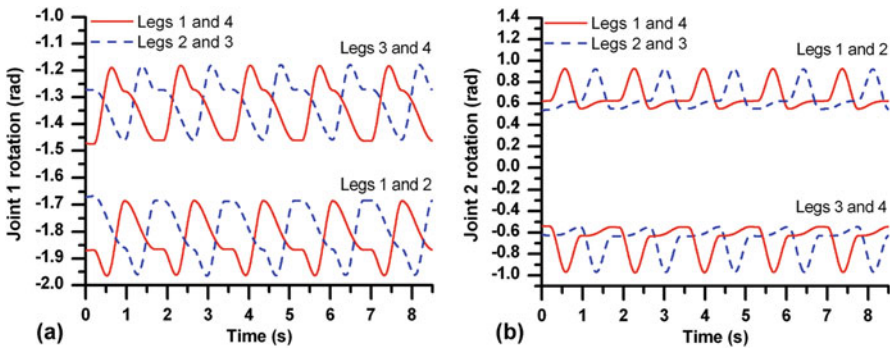 Legs 1 and 4
Legs 2 and 3
Legs 3 and 4
Legs 1 and 2
Joint 1 rotation (rad)
-1.0
-1.1
-1.2
-1.3
-1.4
-1.5
-1.6
-1.7
-1.8
-1.9
-2.0
0 1 2 3 4 5 6 7 8
Time (s)
(a)
Legs 1 and 4
Legs 2 and 3
Legs 1 and 2
Legs 3 and 4
Joint 2 rotation (rad)
1.4
1.2
1.0
0.8
0.6
0.4
0.2
0.0
-0.2
-0.4
-0.6
-0.8
-1.0
0 1 2 3 4 5 6 7 8
Time (s)
(b)